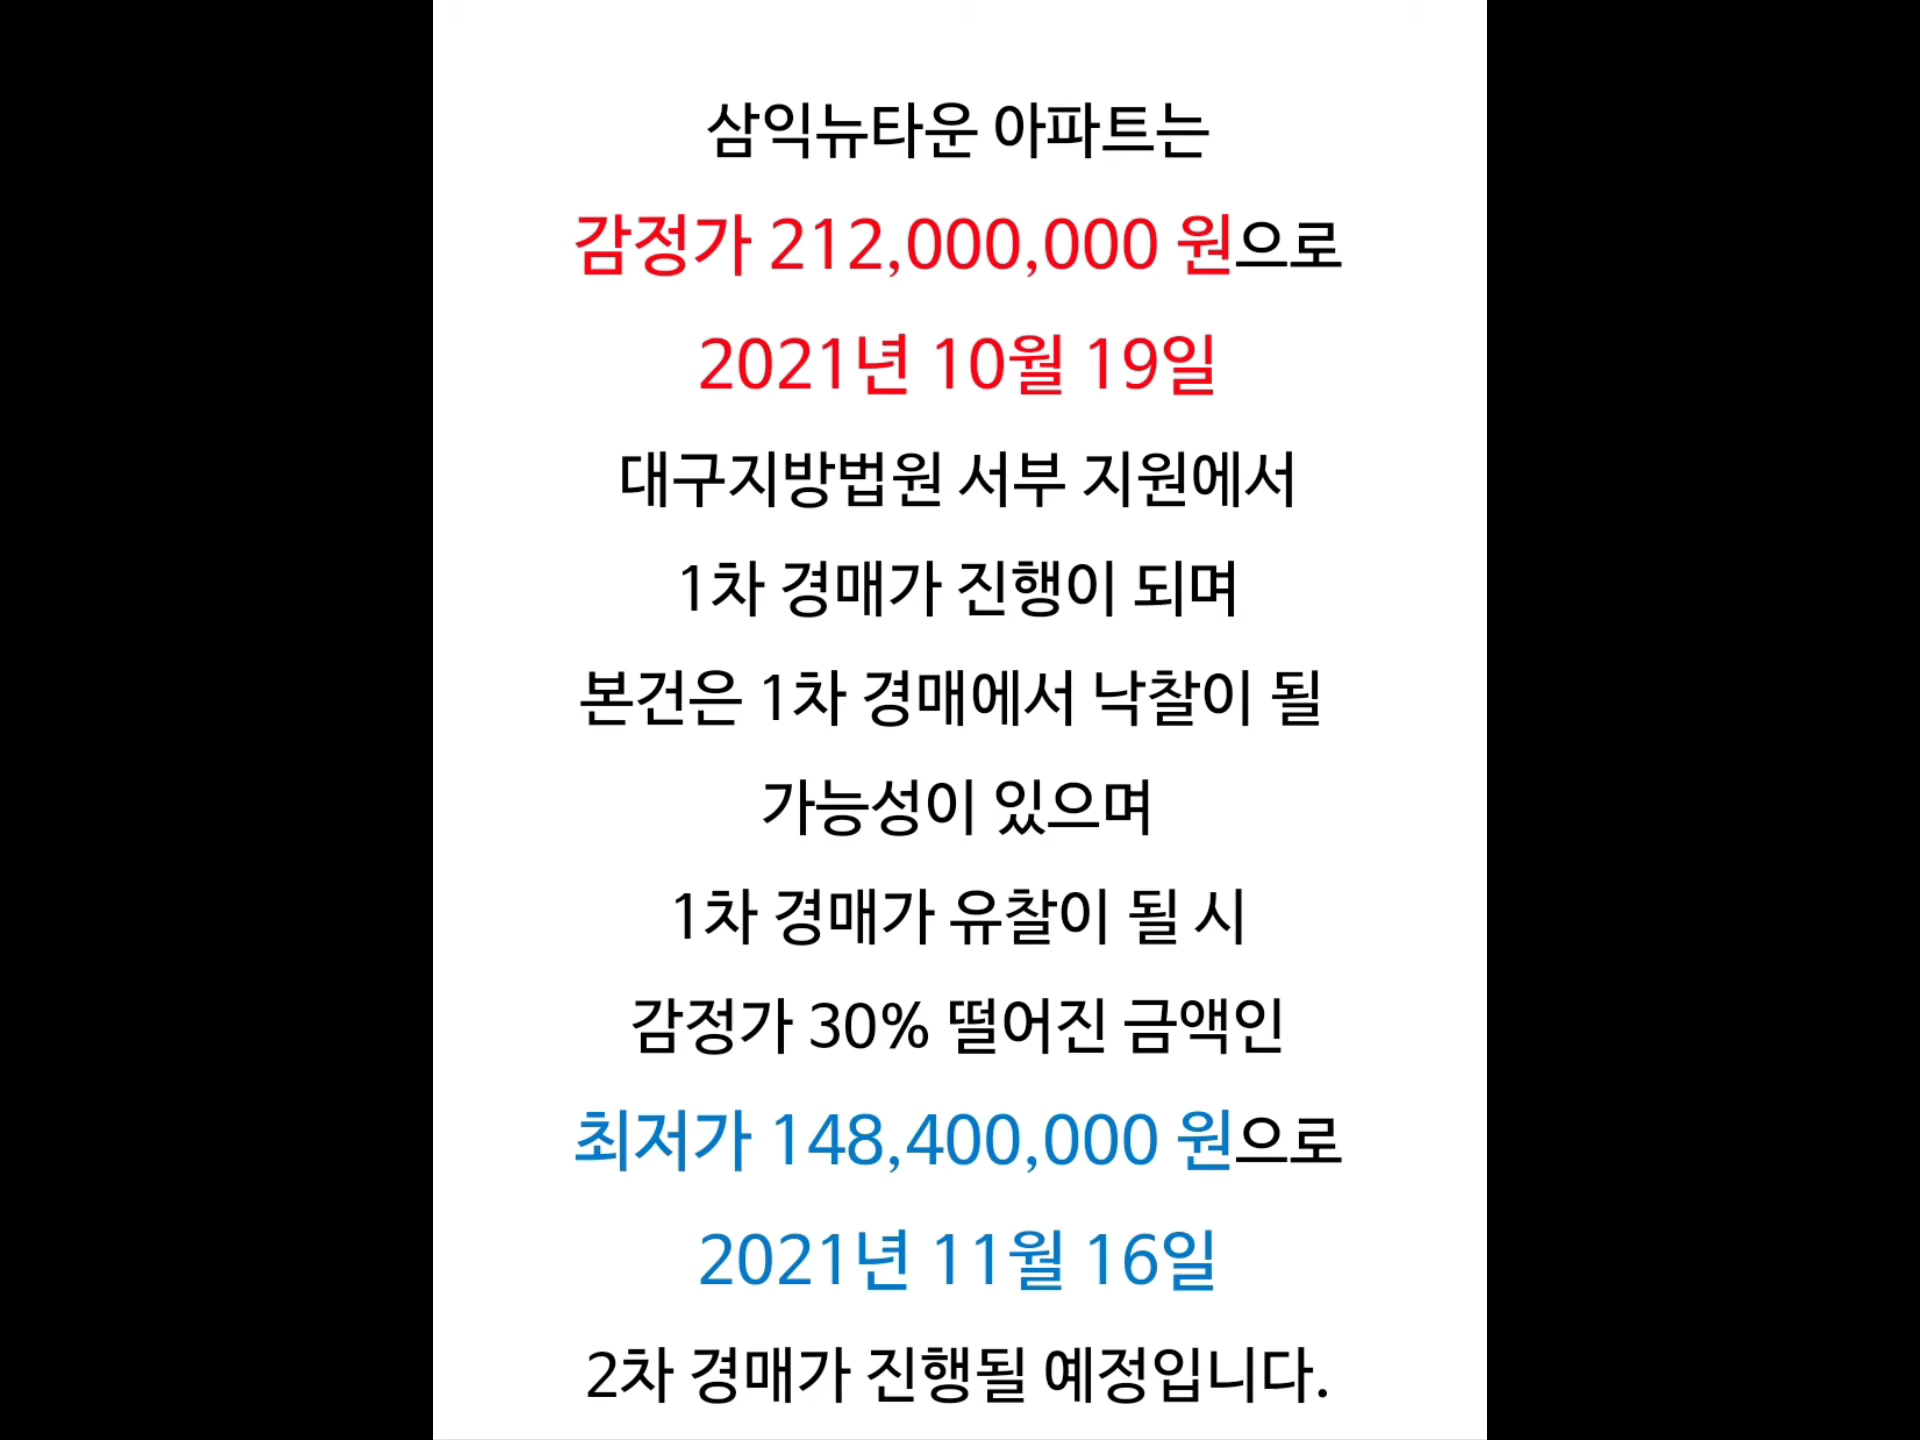 삼익뉴타운 아파트는
감정가 212,000,000 원으로
2021년 10월 19일
대구지방법원 서부 지원에서
1차 경매가 진행이 되며
본건은 1차 경매에서 낙찰이 될
가능성이 있으며
1차 경매가 유찰이 될 시
감정가 30% 떨어진 금액인
최저가 148,400,000 원으로
2021년 11월 16일
2차 경매가 진행될 예정입니다.